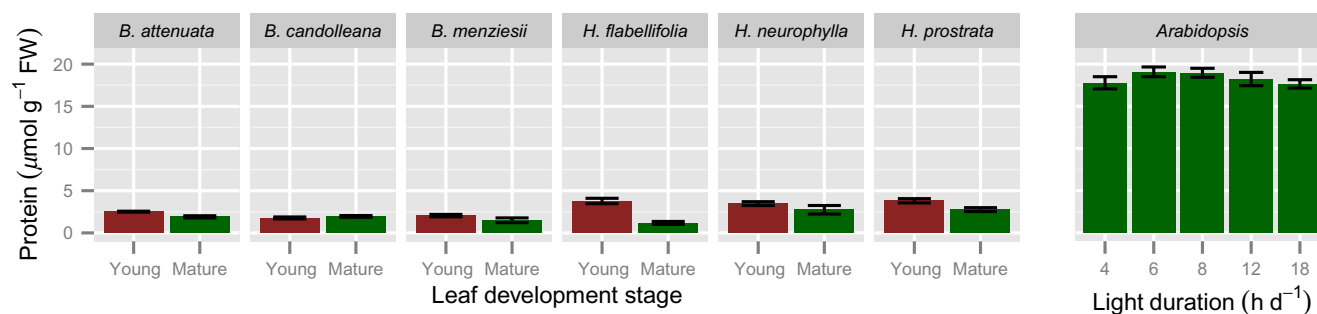 B. attenuata B. candolleana B. menziesii H. flabellifolia H. neurophylla H. prostrata Arabidopsis
Protein (μmol g⁻¹ FW)
20
15
10
5
0
Young Mature Young Mature Young Mature Young Mature Young Mature Young Mature 4 6 8 12 18
Leaf development stage Light duration (h d⁻¹)